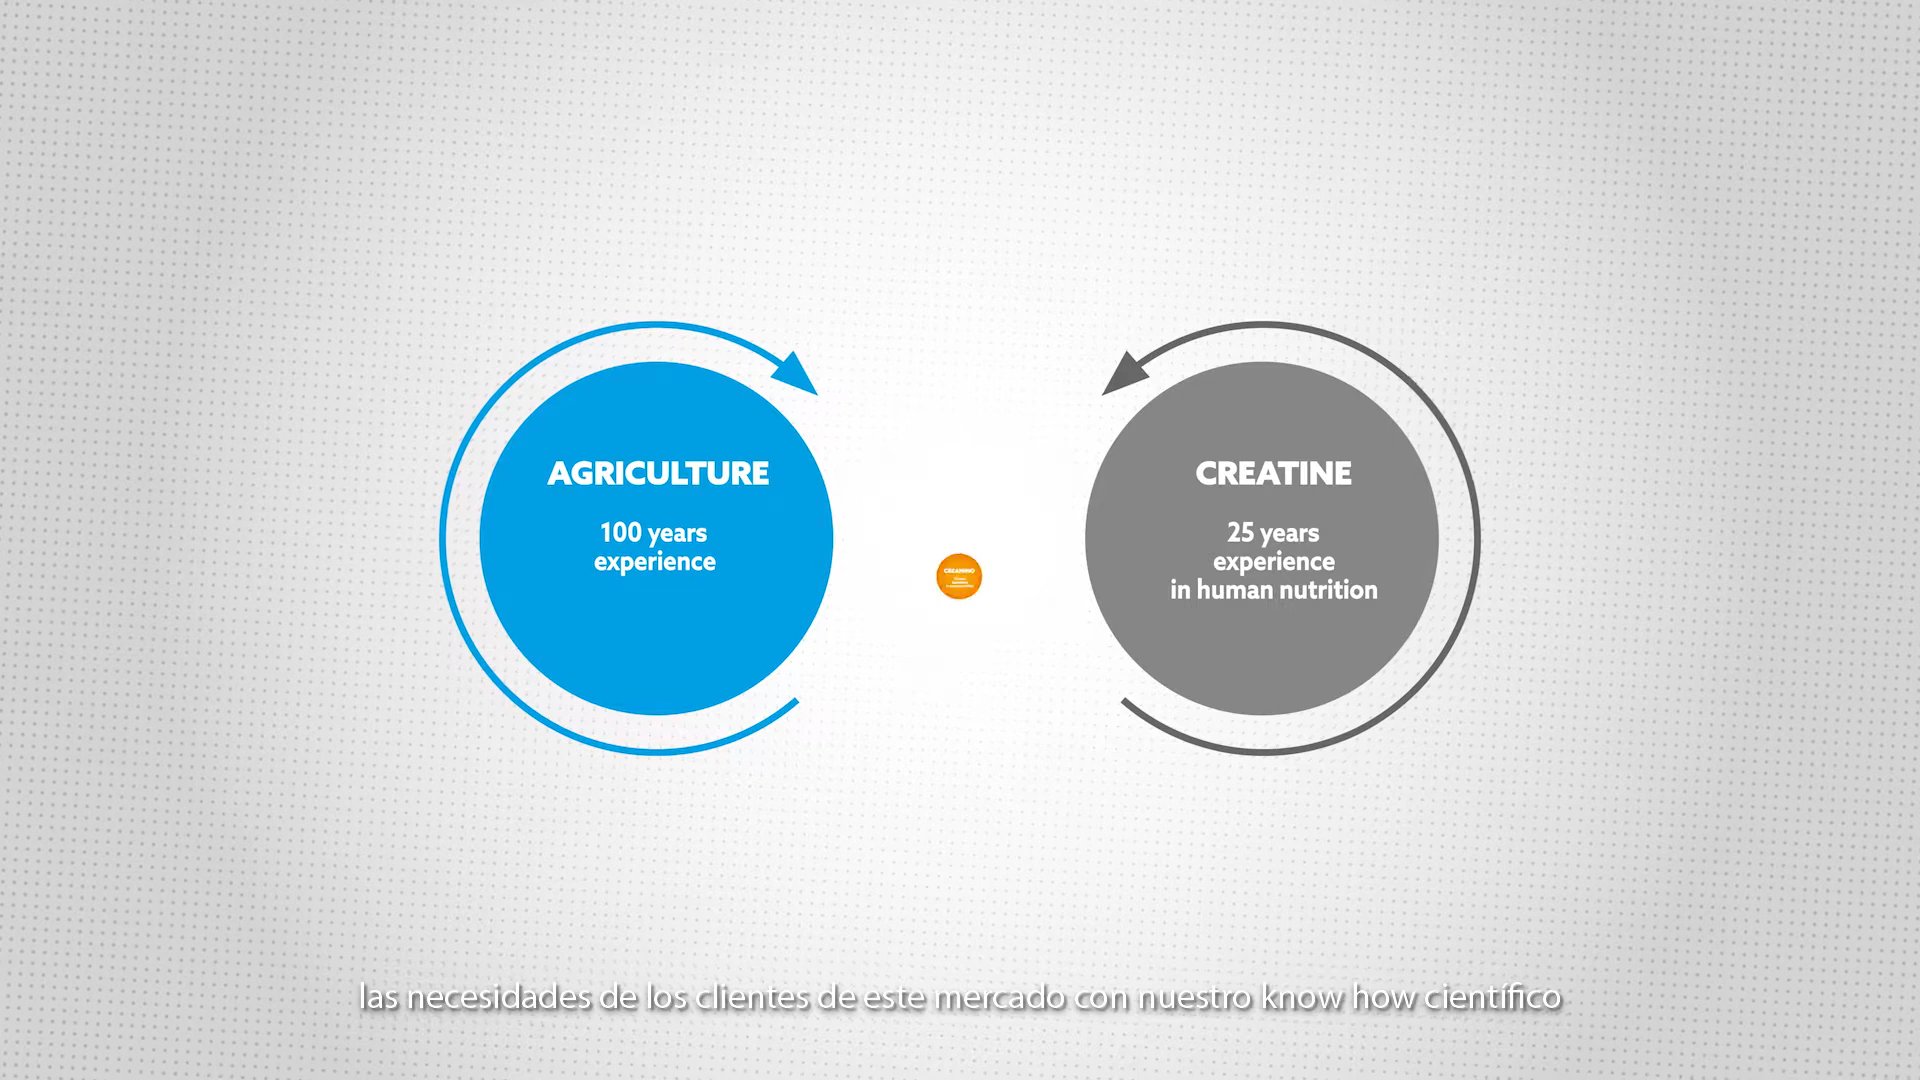 AGRICULTURE
100 years
experience
CREAMINO
CREATINE
25 years
experience
in human nutrition
las necesidades de los clientes de este mercado con nuestro know how científico